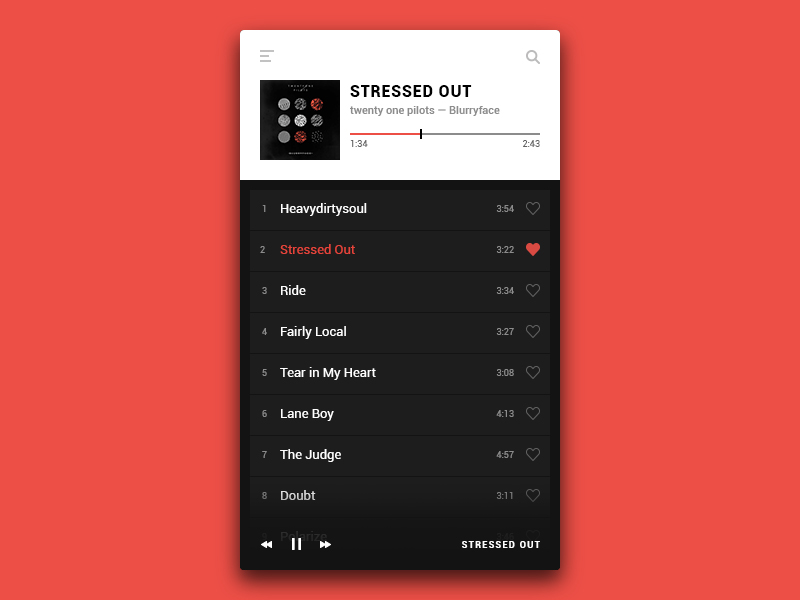 STRESSED OUT
twenty one pilots — Blurryface
1:34 2:43
1 Heavydirtysoul 3:54
2 Stressed Out 3:22
3 Ride 3:34
4 Fairly Local 3:27
5 Tear in My Heart 3:08
6 Lane Boy 4:13
7 The Judge 4:57
8 Doubt 3:11
Polarize
STRESSED OUT